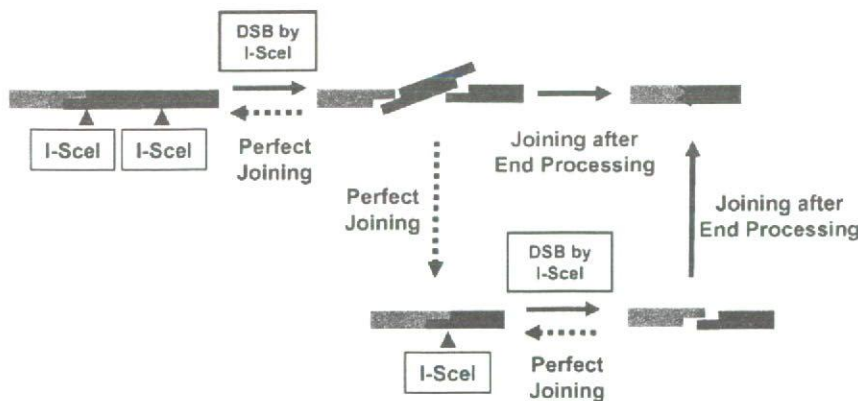 DSB by
I-SceI
I-SceI
I-SceI
Perfect
Joining
Joining after
End Processing
Perfect
Joining
Joining after
End Processing
DSB by
I-SceI
I-SceI
Perfect
Joining